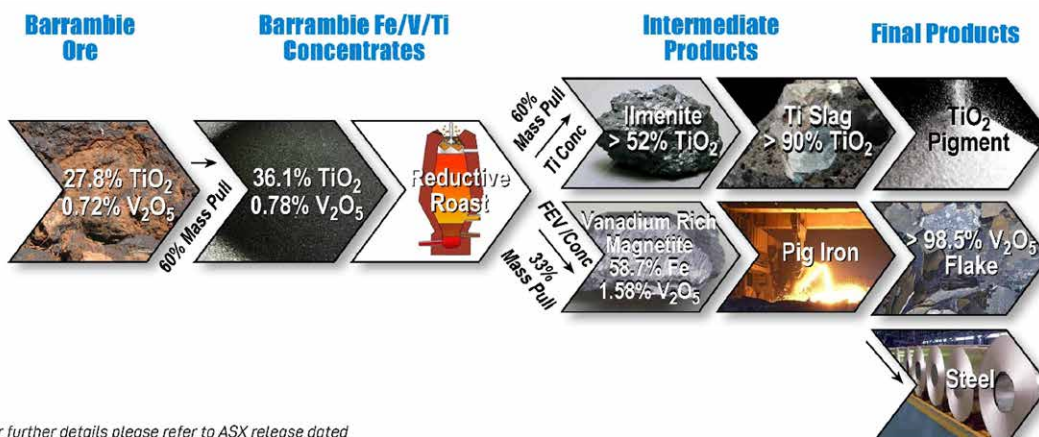 Barrambie
Ore
Barrambie Fe/V/Ti
Concentrates
Intermediate
Products
Final Products
27.8% TiO₂
0.72% V₂O₅
60% Mass Pull
36.1% TiO₂
0.78% V₂O₅
Reductive
Roast
60%
Mass Pull
Ti Conc
Ilmenite
> 52% TiO₂
Ti Slag
> 90% TiO₂
TiO₂
Pigment
FEV/Conc
33%
Mass Pull
Vanadium Rich
Magnetite
58.7% Fe
1.58% V₂O₅
Pig Iron
> 98.5% V₂O₅
Flake
Steel
further details please refer to ASX release dated